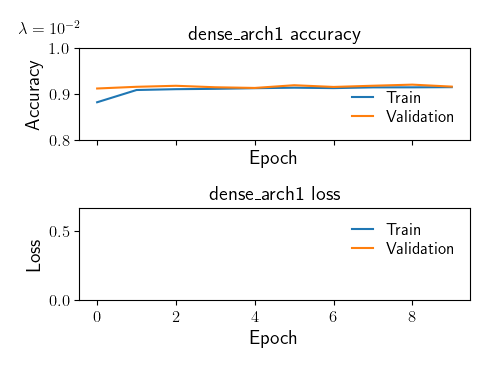 λ = 10⁻²
dense_arch1 accuracy
1.0
0.9
0.8
Accuracy
Train
Validation
Epoch
dense_arch1 loss
0.5
0.0
Loss
Train
Validation
0 2 4 6 8
Epoch